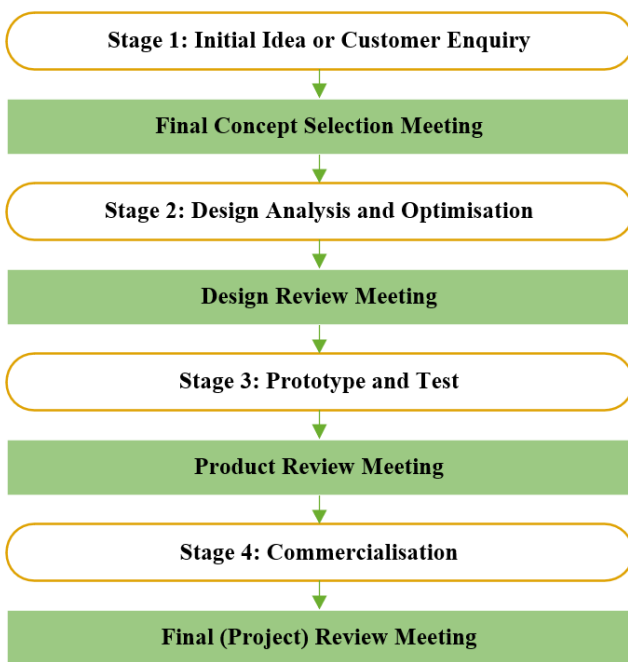 Stage 1: Initial Idea or Customer Enquiry
Final Concept Selection Meeting
Stage 2: Design Analysis and Optimisation
Design Review Meeting
Stage 3: Prototype and Test
Product Review Meeting
Stage 4: Commercialisation
Final (Project) Review Meeting